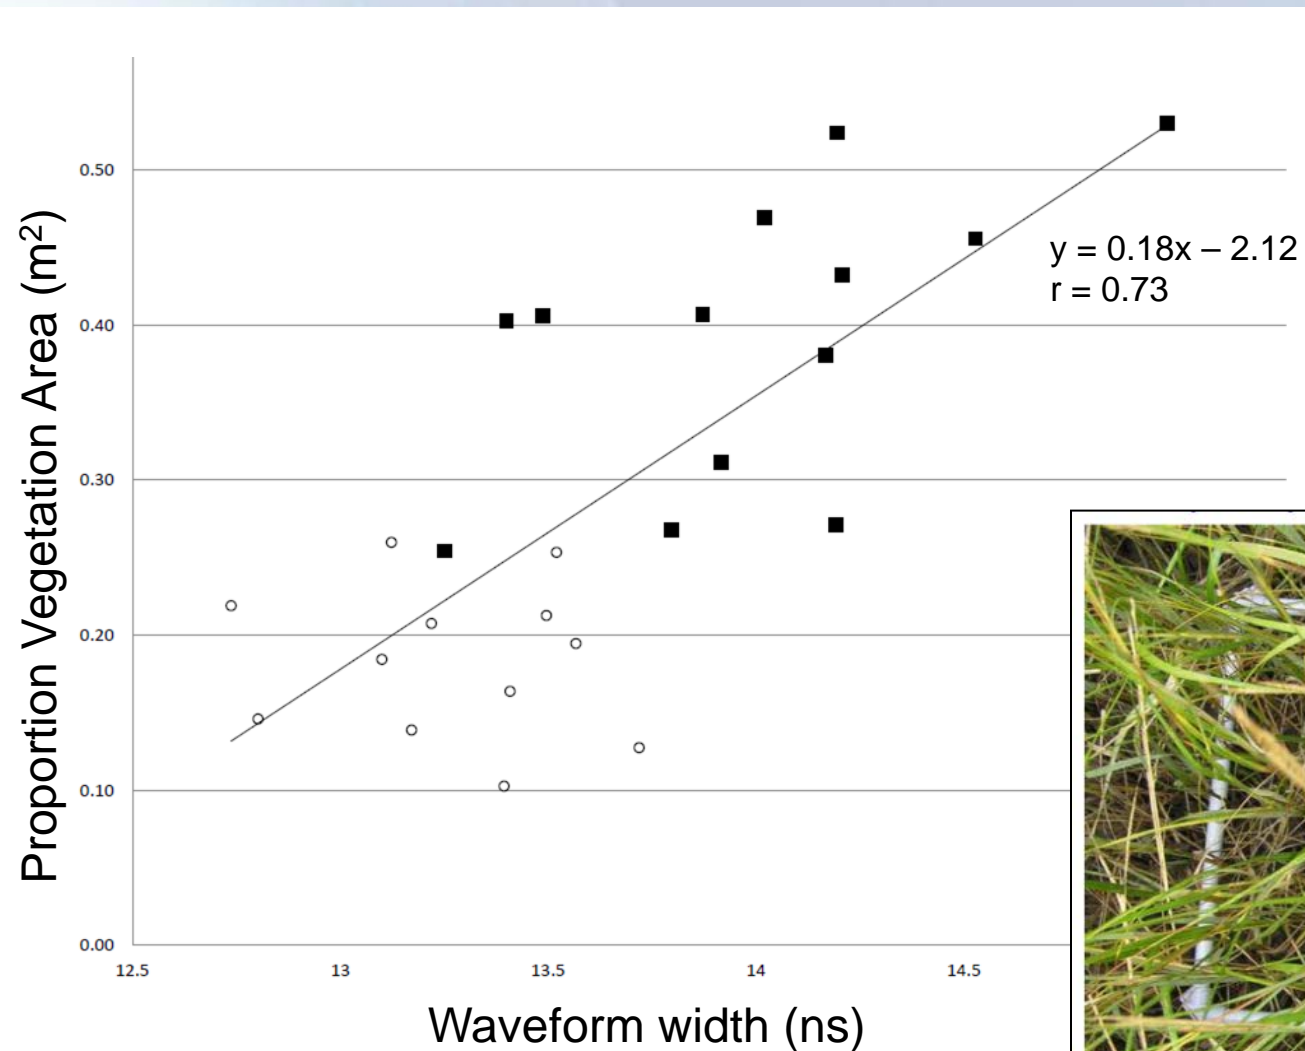 Proportion Vegetation Area (m²)
0.50
0.40
0.30
0.20
0.10
0.00
y = 0.18x – 2.12
r = 0.73
12.5 13 13.5 14 14.5
Waveform width (ns)